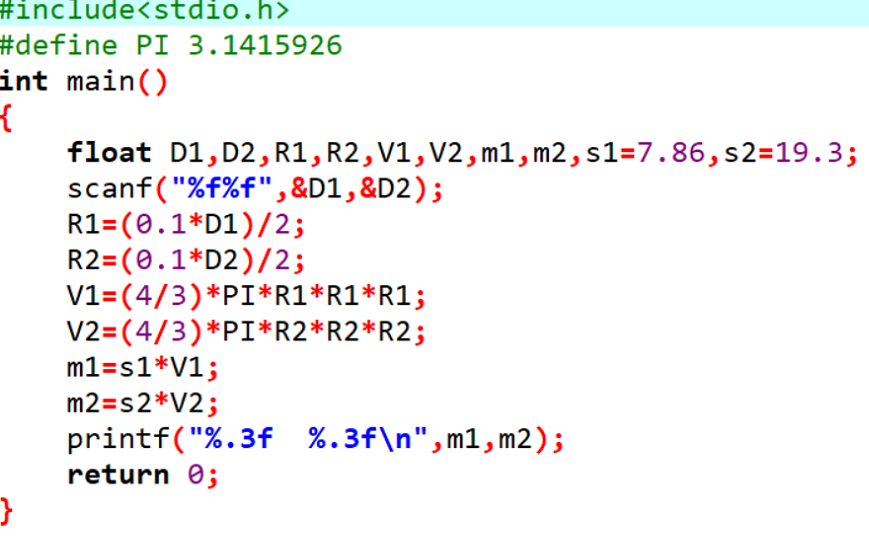 #include<stdio.h>
#define PI 3.1415926
int main()
{
    float D1,D2,R1,R2,V1,V2,m1,m2,s1=7.86,s2=19.3;
    scanf("%f%f",&D1,&D2);
    R1=(0.1*D1)/2;
    R2=(0.1*D2)/2;
    V1=(4/3)*PI*R1*R1*R1;
    V2=(4/3)*PI*R2*R2*R2;
    m1=s1*V1;
    m2=s2*V2;
    printf("%.3f  %.3f\n",m1,m2);
    return 0;
}